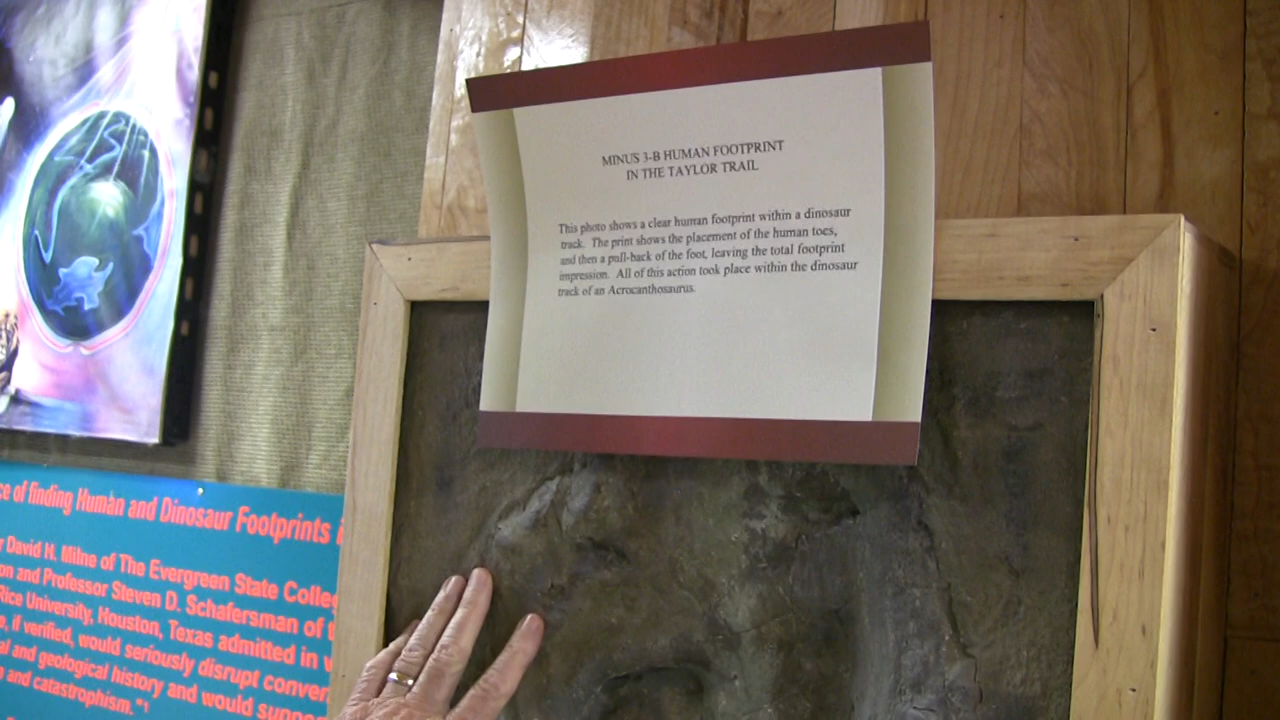 MINUS 3-B HUMAN FOOTPRINT
IN THE TAYLOR TRAIL
This photo shows a clear human footprint within a dinosaur
track. The print shows the placement of the human toes,
and then a pull-back of the foot, leaving the total footprint
impression. All of this action took place within the dinosaur
track of an Acrocanthosaurus.
ce of finding Human and Dinosaur Footprints i
r David H. Milne of The Evergreen State Colleg
on and Professor Steven D. Schafersman of t
Rice University, Houston, Texas admitted in w
e, if verified, would seriously disrupt conver
al and geological history and would suppor
n and catastrophism."1